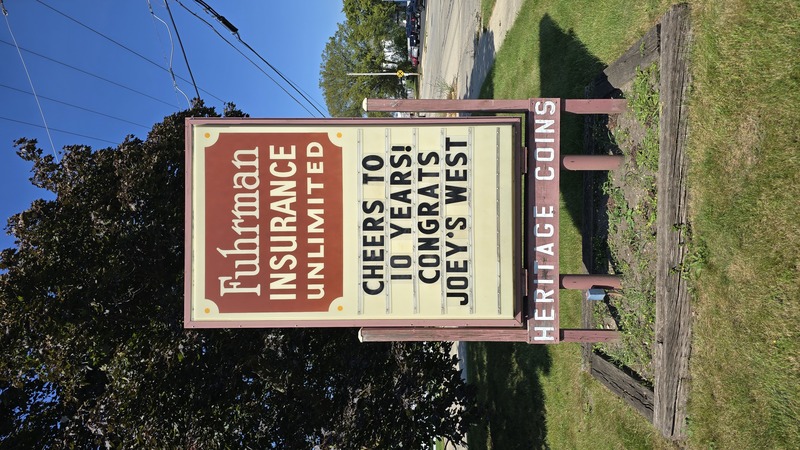 Fuhrman
INSURANCE
UNLIMITED
CHEERS TO
10 YEARS!
CONGRATS
JOEY'S WEST
HERITAGE COINS